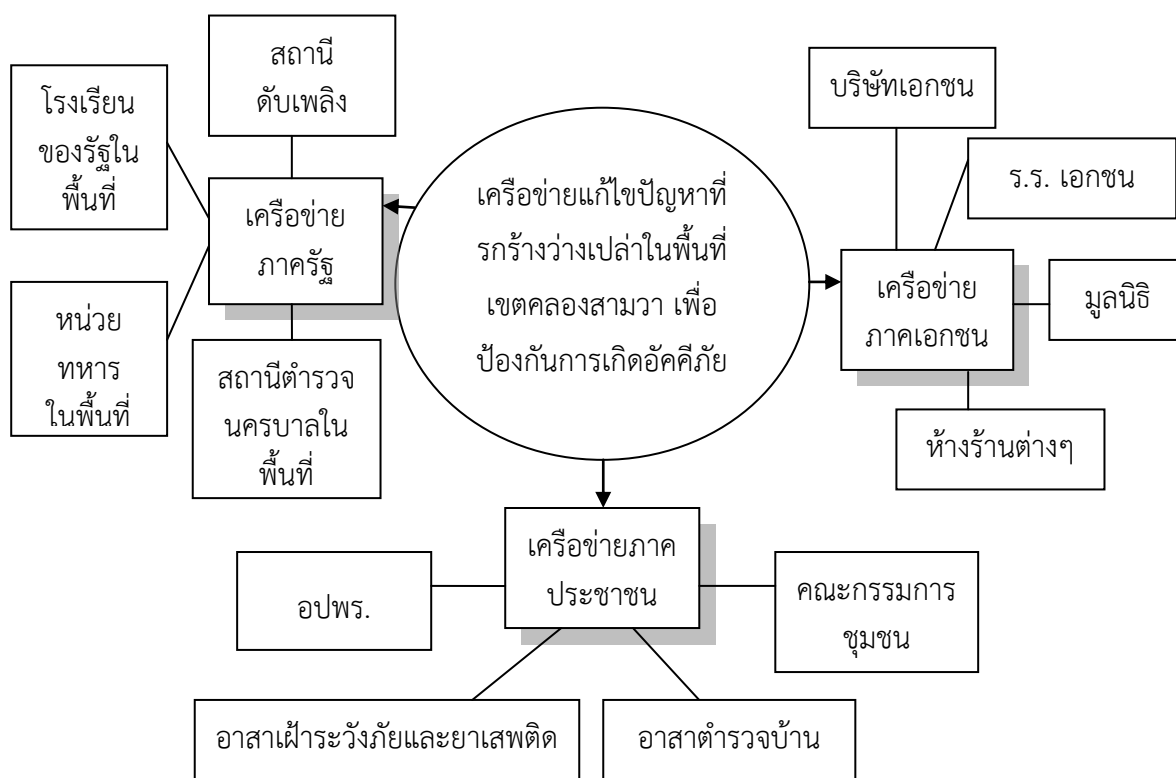 สถานี
ดับเพลิง
โรงเรียน
ของรัฐใน
พื้นที่
เครือข่าย
ภาครัฐ
หน่วย
ทหาร
ในพื้นที่
สถานีตำรวจ
นครบาลใน
พื้นที่
เครือข่ายแก้ไขปัญหาที่
รกร้างว่างเปล่าในพื้นที่
เขตคลองสามวา เพื่อ
ป้องกันการเกิดอัคคีภัย
บริษัทเอกชน
ร.ร. เอกชน
เครือข่าย
ภาคเอกชน
มูลนิธิ
ห้างร้านต่างๆ
เครือข่ายภาค
ประชาชน
อปพร.
คณะกรรมการ
ชุมชน
อาสาเฝ้าระวังภัยและยาเสพติด
อาสาตำรวจบ้าน